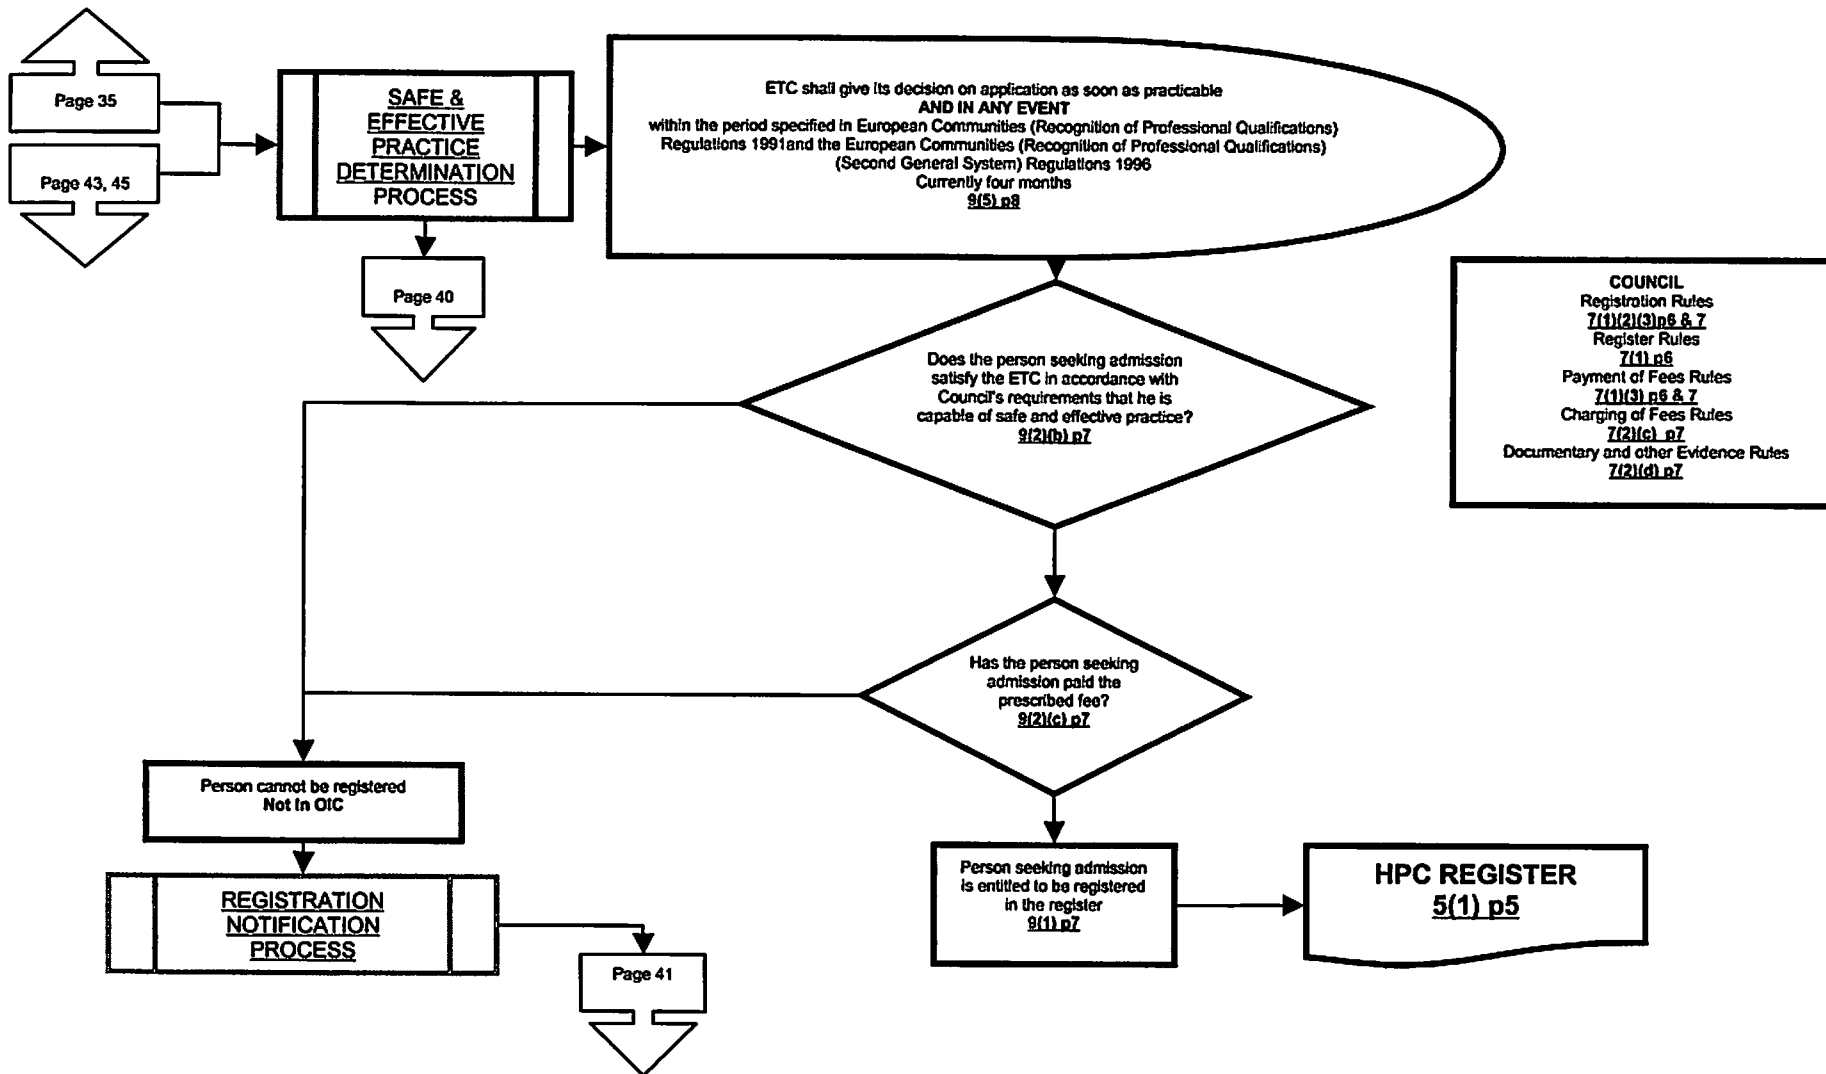 Page 35
Page 43, 45
SAFE &
EFFECTIVE
PRACTICE
DETERMINATION
PROCESS
Page 40
ETC shall give its decision on application as soon as practicable
AND IN ANY EVENT
within the period specified in European Communities (Recognition of Professional Qualifications)
Regulations 1991and the European Communities (Recognition of Professional Qualifications)
(Second General System) Regulations 1996
Currently four months
9(5) p8
COUNCIL
Registration Rules
7(1)(2)(3)p6 & 7
Register Rules
7(1) p6
Payment of Fees Rules
7(1)(3) p6 & 7
Charging of Fees Rules
7(2)(c) p7
Documentary and other Evidence Rules
7(2)(d) p7
Does the person seeking admission
satisfy the ETC in accordance with
Council's requirements that he is
capable of safe and effective practice?
9(2)(b) p7
Has the person seeking
admission paid the
prescribed fee?
9(2)(c) p7
Person cannot be registered
Not in OIC
REGISTRATION
NOTIFICATION
PROCESS
Page 41
Person seeking admission
is entitled to be registered
in the register
9(1) p7
HPC REGISTER
5(1) p5